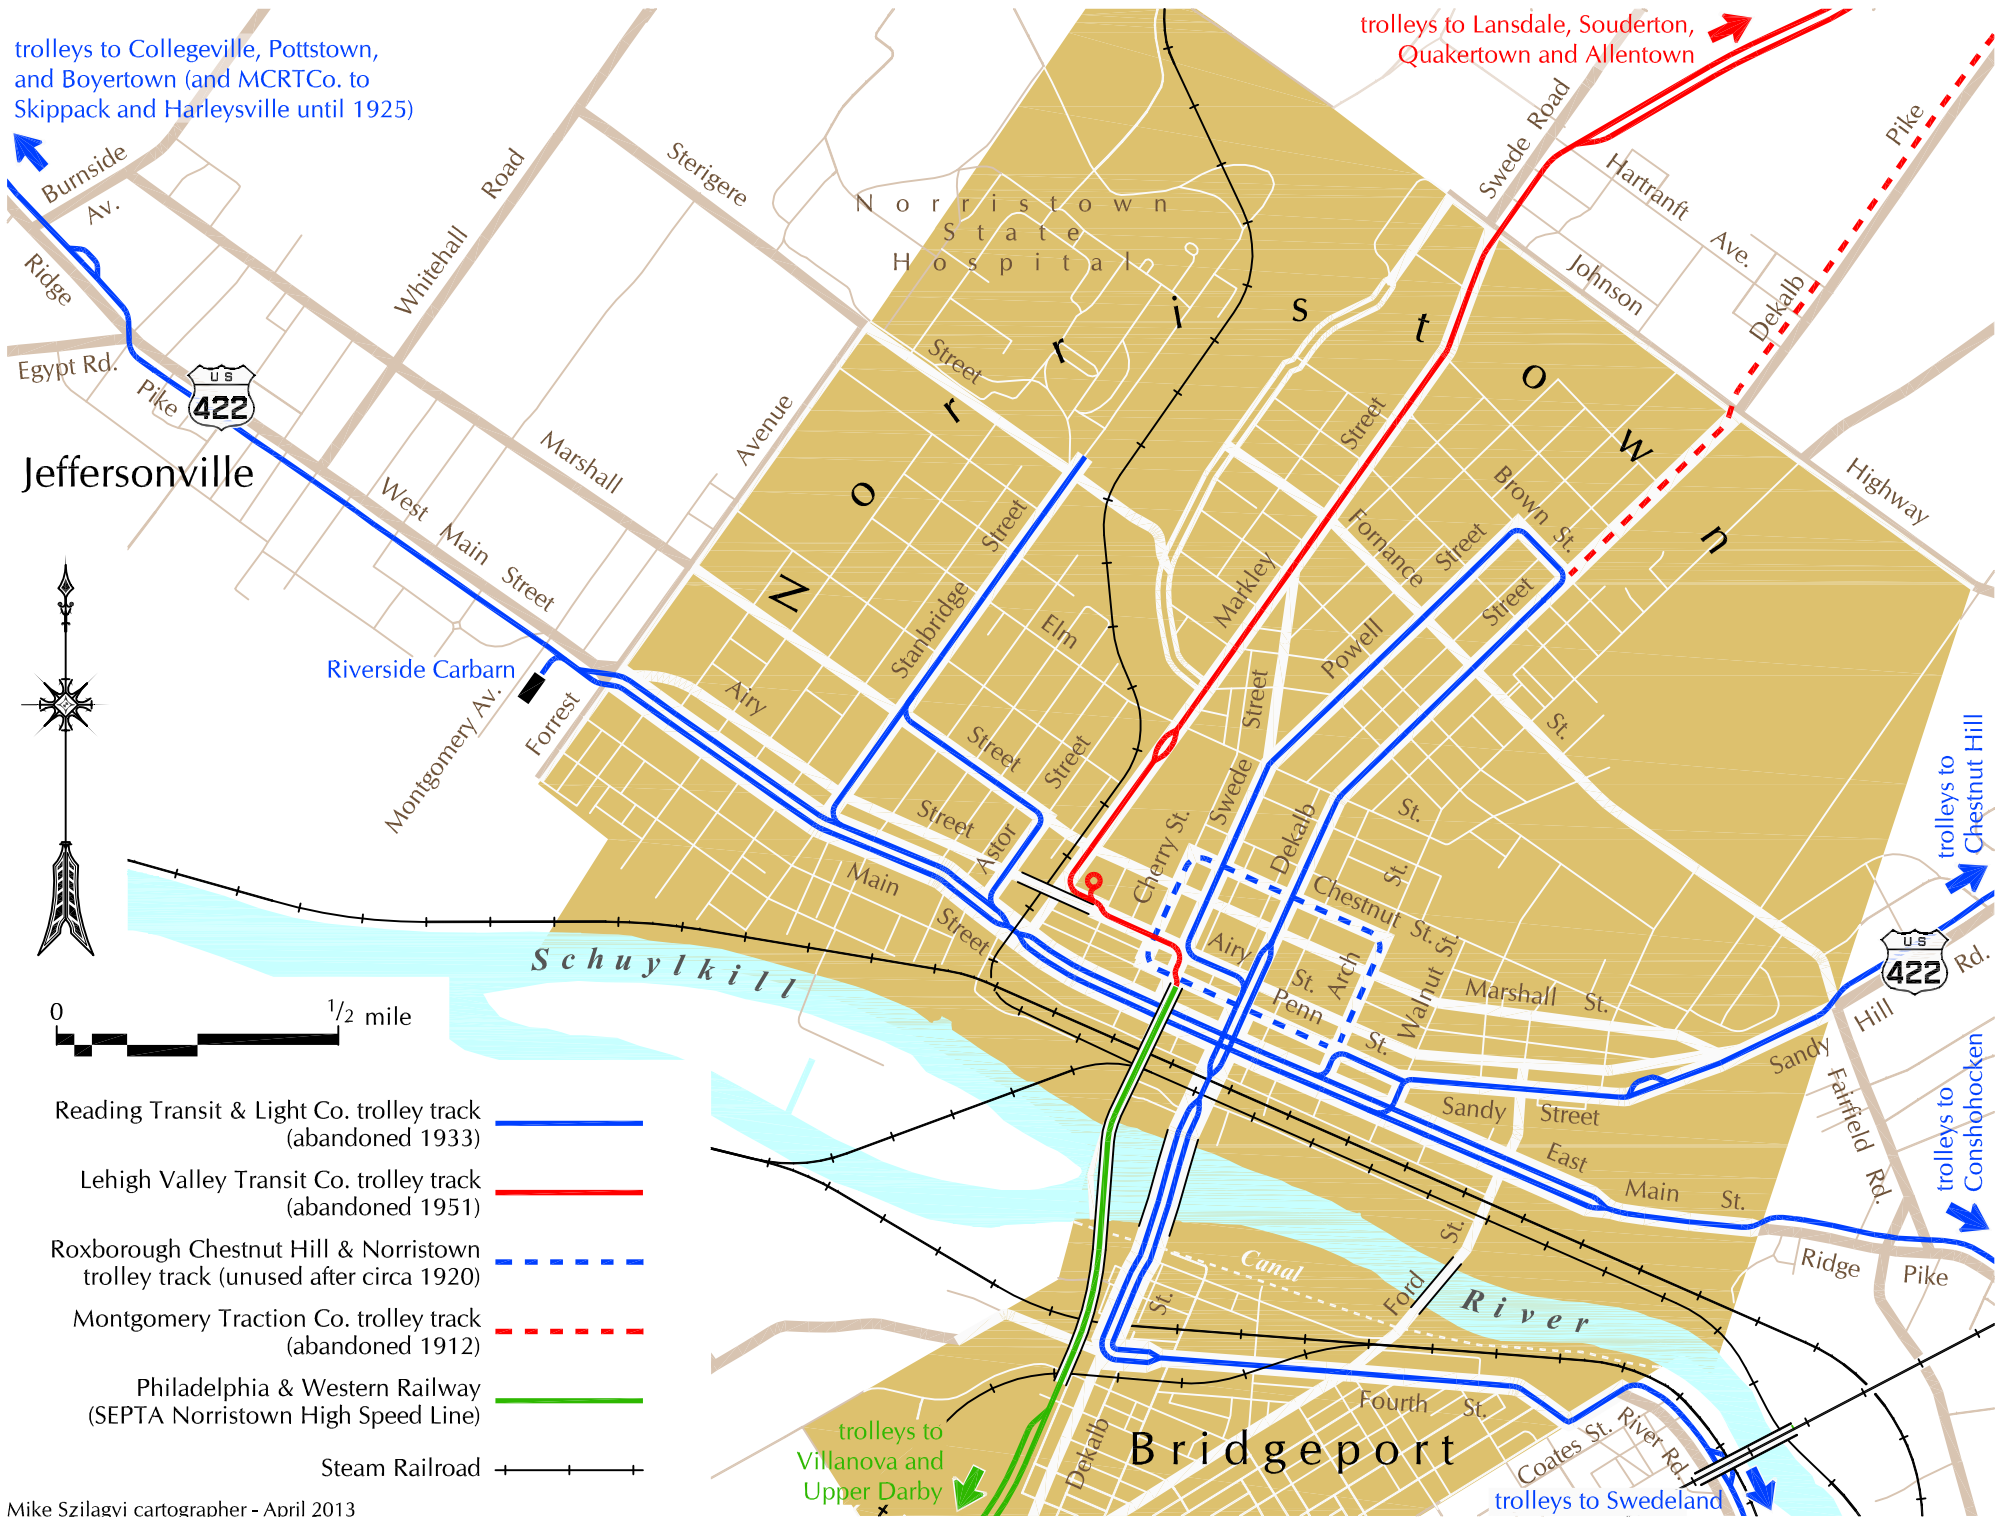 trolleys to Collegeville, Pottstown,
and Boyertown (and MCRTCo. to
Skippack and Harleysville until 1925)
trolleys to Lansdale, Souderton,
Quakertown and Allentown
Burnside
Av.
Ridge
Egypt Rd.
Pike
US
422
Jeffersonville
Whitehall Road
Sterigere
Street
Norristown
State
Hospital
Swede Road
Hartranft Ave.
Johnson
Highway
Dekalb Pike
Norristown
Marshall
Street
Avenue
Forrest
West Main Street
Riverside Carbarn
Montgomery Av.
Airy
Street
Stanbridge Street
Elm
Street
Astor
Main
Street
Markley
Street
Fornance
St.
Brown St.
Powell Street
Street
Swede Street
Swede
Dekalb
Cherry St.
St.
St.
Chestnut St.
Airy
St.
Penn
St.
Arch
Walnut St.
Marshall St.
Sandy Street
East
Main St.
Sandy Hill Rd.
US
422
trolleys to
Chestnut Hill
trolleys to
Conshohocken
Fairfield Rd.
Ridge Pike
Schuylkill
River
Canal
Ford St.
St.
Fourth St.
Coates St.
River Rd.
Dekalb
Bridgeport
trolleys to
Villanova and
Upper Darby
trolleys to Swedeland
0 1/2 mile
Reading Transit & Light Co. trolley track
(abandoned 1933)
Lehigh Valley Transit Co. trolley track
(abandoned 1951)
Roxborough Chestnut Hill & Norristown
trolley track (unused after circa 1920)
Montgomery Traction Co. trolley track
(abandoned 1912)
Philadelphia & Western Railway
(SEPTA Norristown High Speed Line)
Steam Railroad
Mike Szilagyi cartographer - April 2013